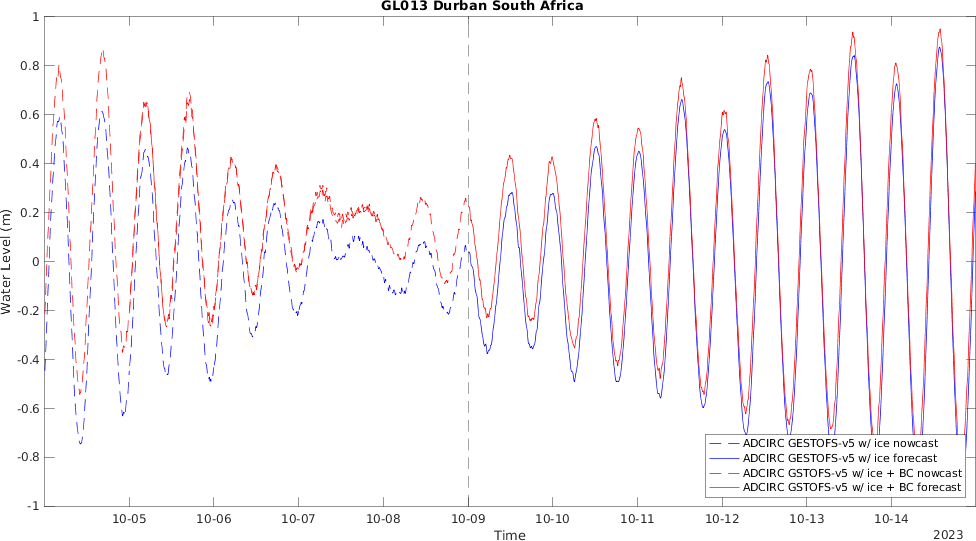 GL013 Durban South Africa
1
0.8
0.6
0.4
0.2
0
-0.2
-0.4
-0.6
-0.8
-1
Water Level (m)
ADCIRC GESTOFS-v5 w/ ice nowcast
ADCIRC GESTOFS-v5 w/ ice forecast
ADCIRC GSTOFS-v5 w/ ice + BC nowcast
ADCIRC GSTOFS-v5 w/ ice + BC forecast
10-05 10-06 10-07 10-08 10-09 10-10 10-11 10-12 10-13 10-14
Time
2023